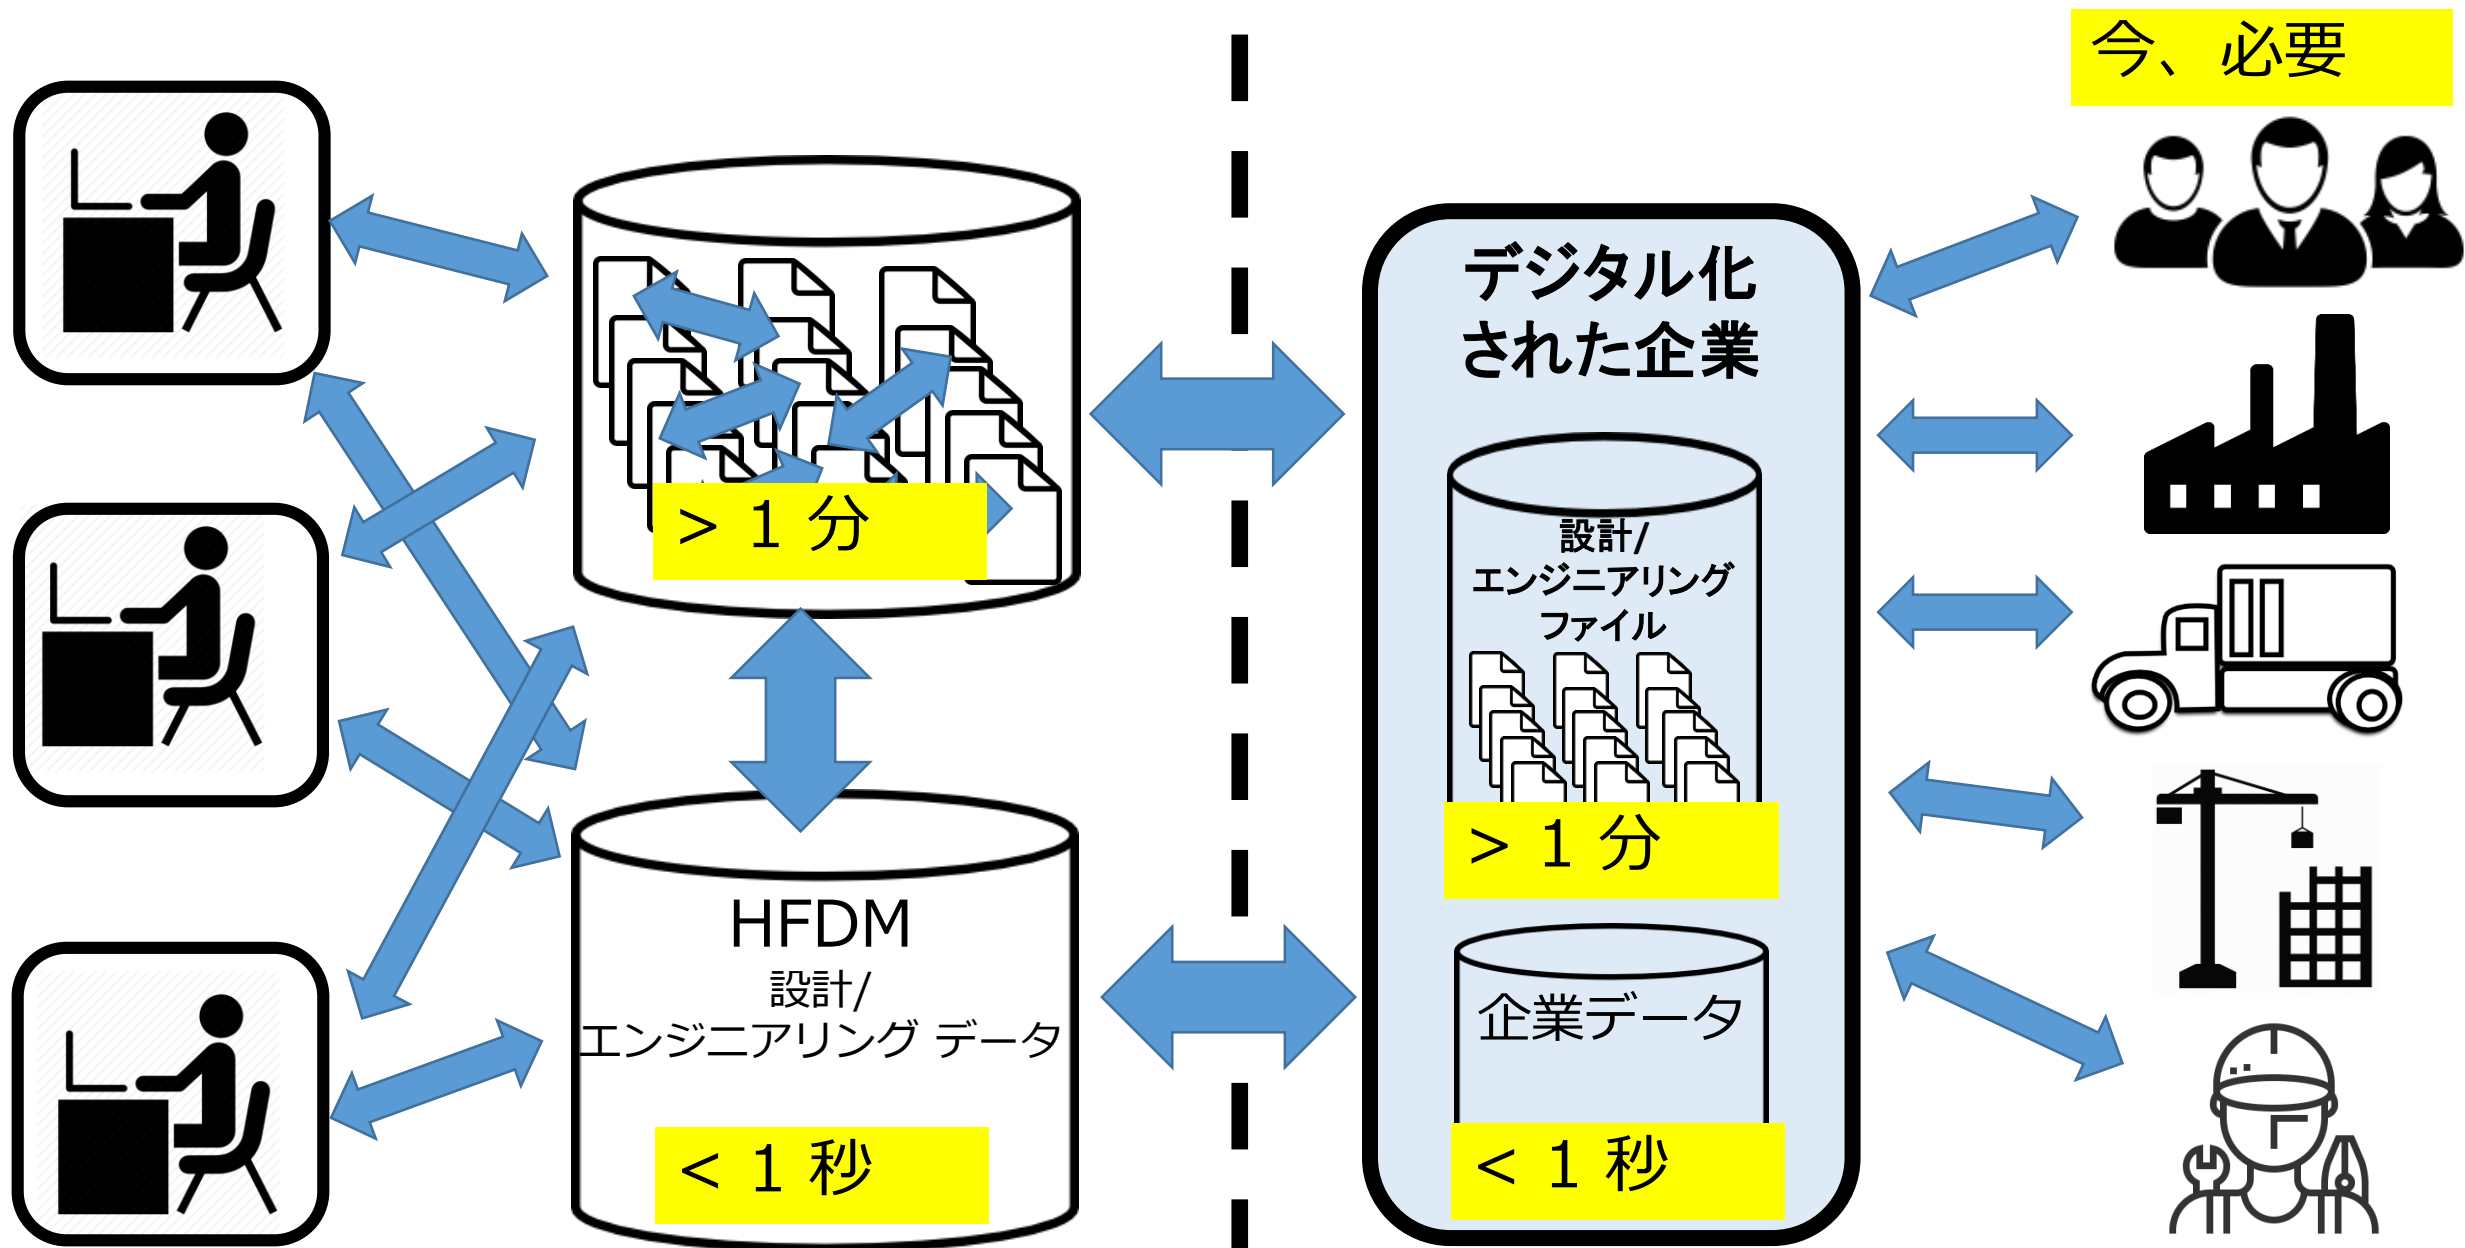 今、必要
> 1 分
HFDM
設計/
エンジニアリング データ
< 1 秒
デジタル化
された企業
設計/
エンジニアリング
ファイル
> 1 分
企業データ
< 1 秒